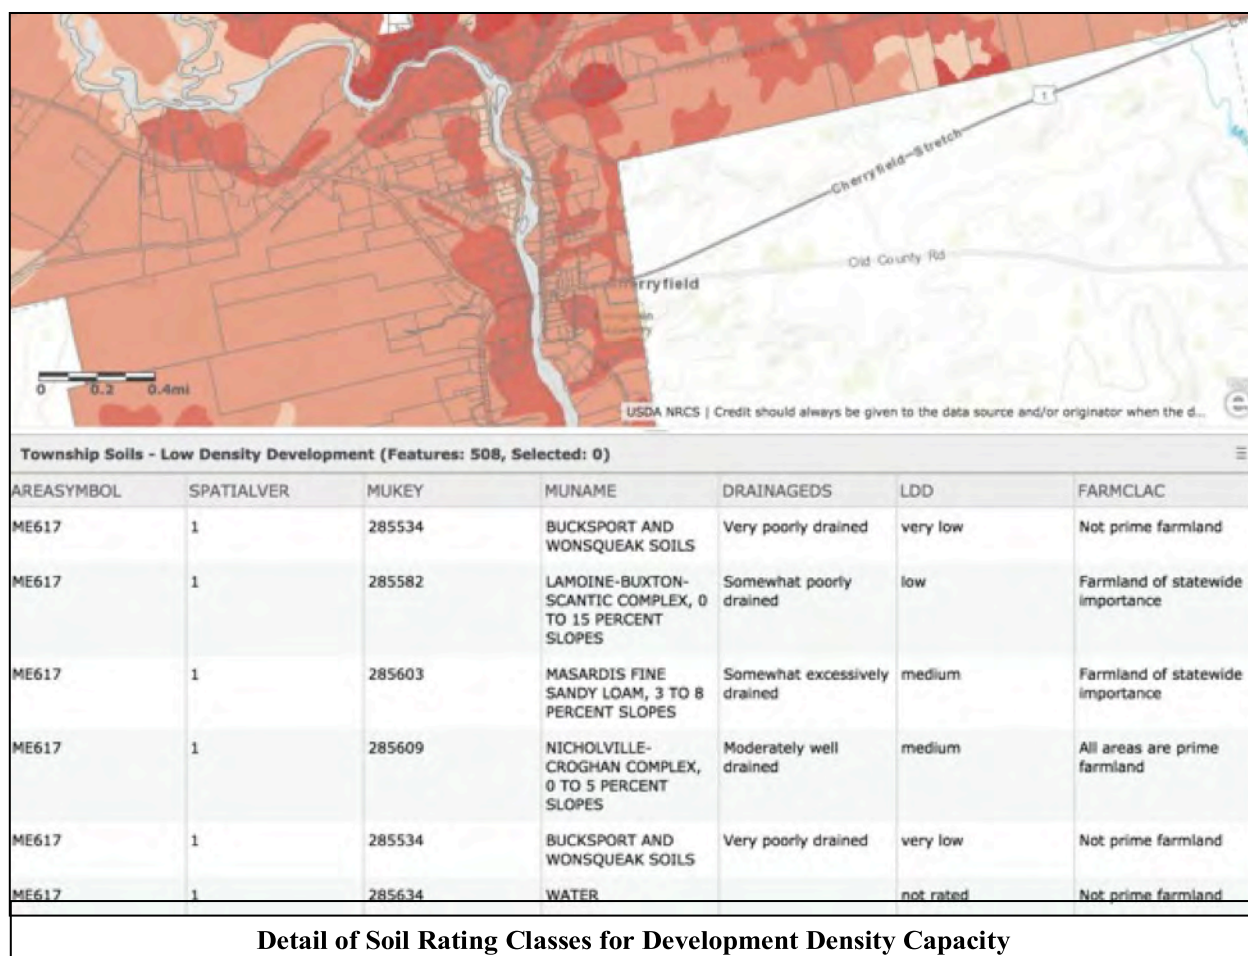 1
Cherryfield-Stretch
Old County Rd
erryfield
0 0.2 0.4mi
USDA NRCS | Credit should always be given to the data source and/or originator when the d...
Township Soils - Low Density Development (Features: 508, Selected: 0)
AREASYMBOL SPATIALVER MUKEY MUNAME DRAINAGEDS LDD FARMCLAC
ME617 1 285534 BUCKSPORT AND Very poorly drained very low Not prime farmland
WONSQUEAK SOILS
ME617 1 285582 LAMOINE-BUXTON- Somewhat poorly low Farmland of statewide
SCANTIC COMPLEX, 0 drained importance
TO 15 PERCENT
SLOPES
ME617 1 285603 MASARDIS FINE Somewhat excessively medium Farmland of statewide
SANDY LOAM, 3 TO 8 drained importance
PERCENT SLOPES
ME617 1 285609 NICHOLVILLE- Moderately well medium All areas are prime
CROGHAN COMPLEX, drained farmland
0 TO 5 PERCENT
SLOPES
ME617 1 285534 BUCKSPORT AND Very poorly drained very low Not prime farmland
WONSQUEAK SOILS
ME617 1 285634 WATER not rated Not prime farmland
Detail of Soil Rating Classes for Development Density Capacity